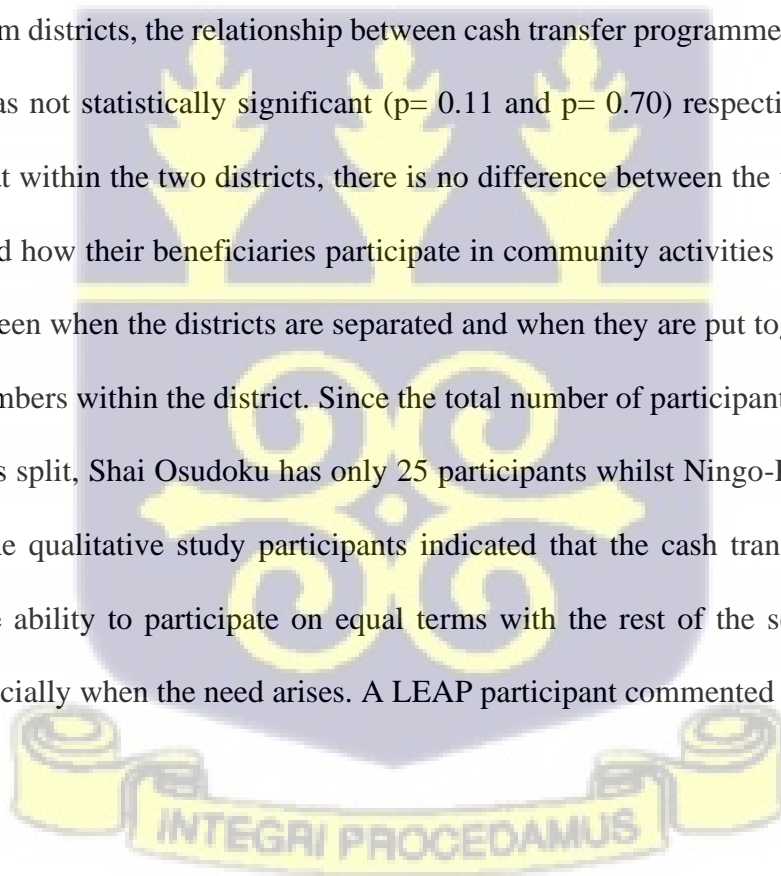 m districts, the relationship between cash transfer programme
as not statistically significant (p= 0.11 and p= 0.70) respecti
at within the two districts, there is no difference between the
d how their beneficiaries participate in community activities
een when the districts are separated and when they are put tog
mbers within the district. Since the total number of participant
s split, Shai Osudoku has only 25 participants whilst Ningo-
e qualitative study participants indicated that the cash tran
e ability to participate on equal terms with the rest of the s
cially when the need arises. A LEAP participant commented
INTEGRI PROCEDAMUS